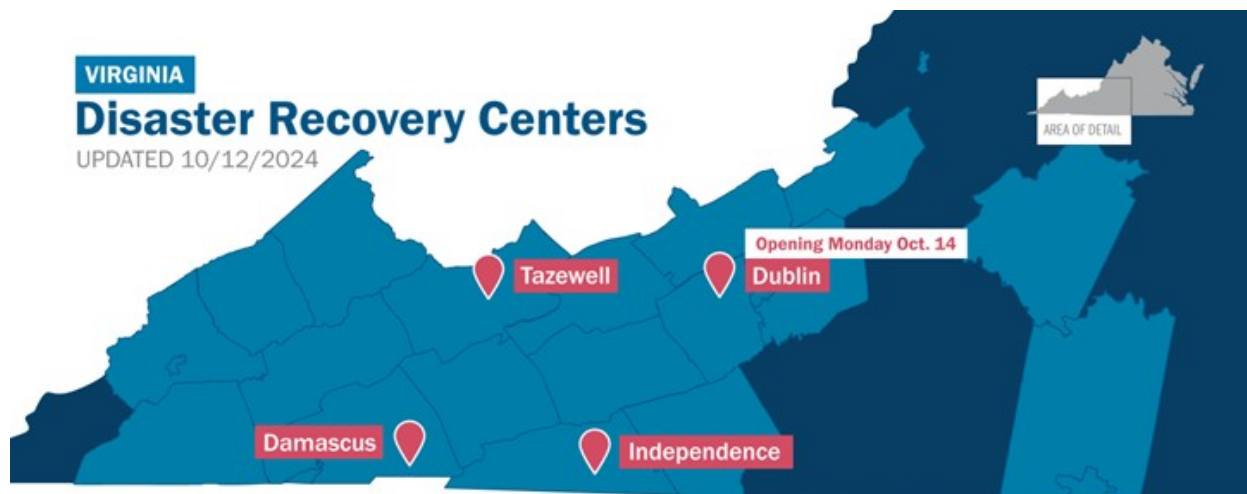 VIRGINIA
Disaster Recovery Centers
UPDATED 10/12/2024
AREA OF DETAIL
Opening Monday Oct. 14
Tazewell
Dublin
Damascus
Independence